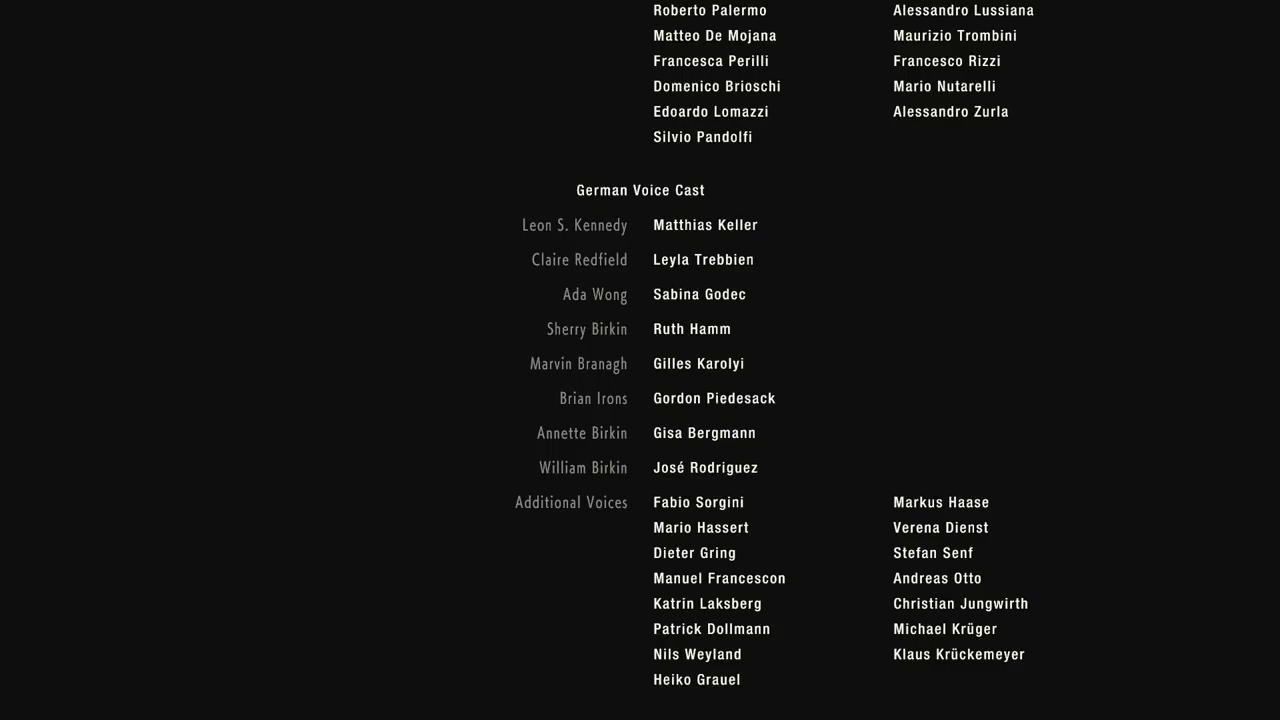 Roberto Palermo Alessandro Lussiana
Matteo De Mojana Maurizio Trombini
Francesca Perilli Francesco Rizzi
Domenico Brioschi Mario Nutarelli
Edoardo Lomazzi Alessandro Zurla
Silvio Pandolfi
German Voice Cast
Leon S. Kennedy Matthias Keller
Claire Redfield Leyla Trebbien
Ada Wong Sabina Godec
Sherry Birkin Ruth Hamm
Marvin Branagh Gilles Karolyi
Brian Irons Gordon Piedesack
Annette Birkin Gisa Bergmann
William Birkin José Rodriguez
Additional Voices Fabio Sorgini Markus Haase
Mario Hassert Verena Dienst
Dieter Gring Stefan Senf
Manuel Francescon Andreas Otto
Katrin Laksberg Christian Jungwirth
Patrick Dollmann Michael Krüger
Nils Weyland Klaus Krückemeyer
Heiko Grauel